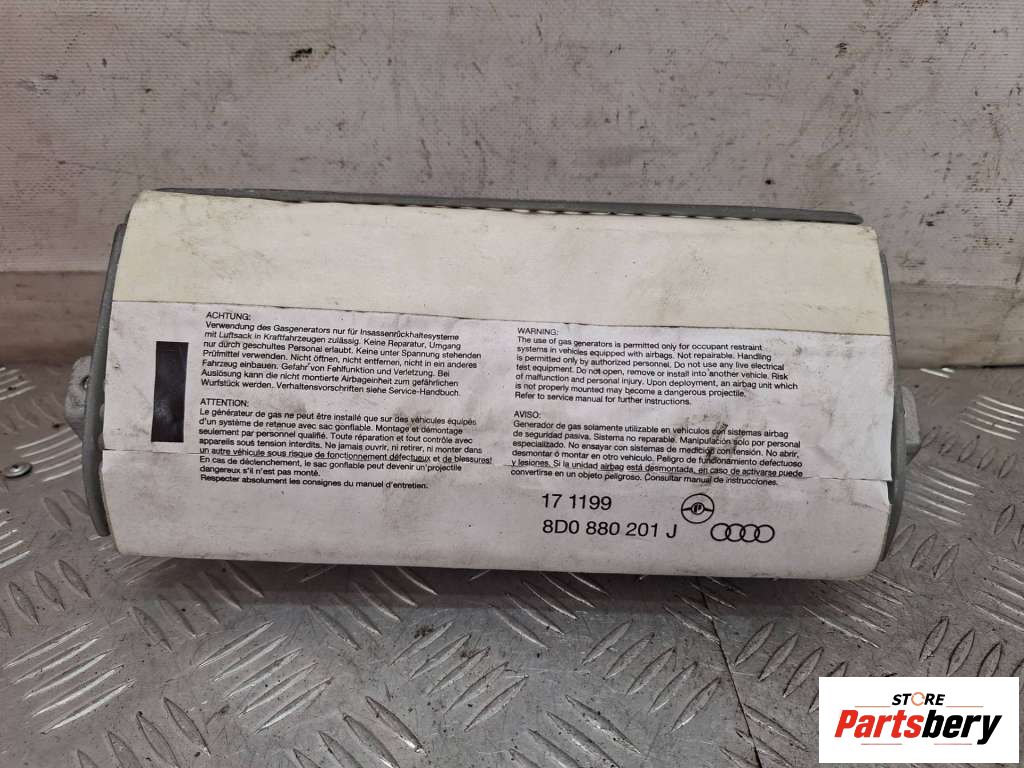 ACHTUNG:
Verwendung des Gasgenerators nur für Insassenrückhaltesysteme
mit Luftsack in Kraftfahrzeugen zulässig. Keine Reparatur, Umgang
nur durch geschultes Personal erlaubt. Keine unter Spannung stehenden
Prüfmittel verwenden. Nicht öffnen, nicht entfernen, nicht in ein anderes
Fahrzeug einbauen. Gefahr von Fehlfunktion und Verletzung. Bei
Auslösung kann die nicht montierte Airbageinheit zum gefährlichen
Wurfstück werden. Verhaltensvorschriften siehe Service-Handbuch.
ATTENTION:
Le générateur de gaz ne peut être installé que sur des véhicules équipés
d'un système de retenue avec sac gonflable. Montage et démontage
seulement par personnel qualifié. Toute réparation et tout contrôle avec
appareils sous tension interdits. Ne jamais ouvrir, ni retirer, ni monter dans
un autre véhicule sous risque de fonctionnement défectueux et de blessures!
En cas de déclenchement, le sac gonflable peut devenir un projectile
dangereux s'il n'est pas monté.
Respecter absolument les consignes du manuel d'entretien.
WARNING:
The use of gas generators is permitted only for occupant restraint
systems in vehicles equipped with airbags. Not repairable. Handling
is permitted only by authorized personnel. Do not use any live electrical
test equipment. Do not open, remove or install into another vehicle. Risk
of malfunction and personal injury. Upon deployment, an airbag unit which
is not properly mounted may become a dangerous projectile.
Refer to service manual for further instructions.
AVISO:
Generador de gas solamente utilizable en vehículos con sistemas airbag
de seguridad pasiva. Sistema no reparable. Manipulación solo por personal
especializado. No ensayar con sistemas de medición con tensión. No abrir,
desmontar ó montar en otro vehículo. Peligro de funcionamiento defectuoso
y lesiones. Si la unidad airbag está desmontada, en caso de activarse puede
convertirse en un objeto peligroso. Consultar manual de instrucciones.
17 1199
8D0 880 201 J
STORE
Partsbery